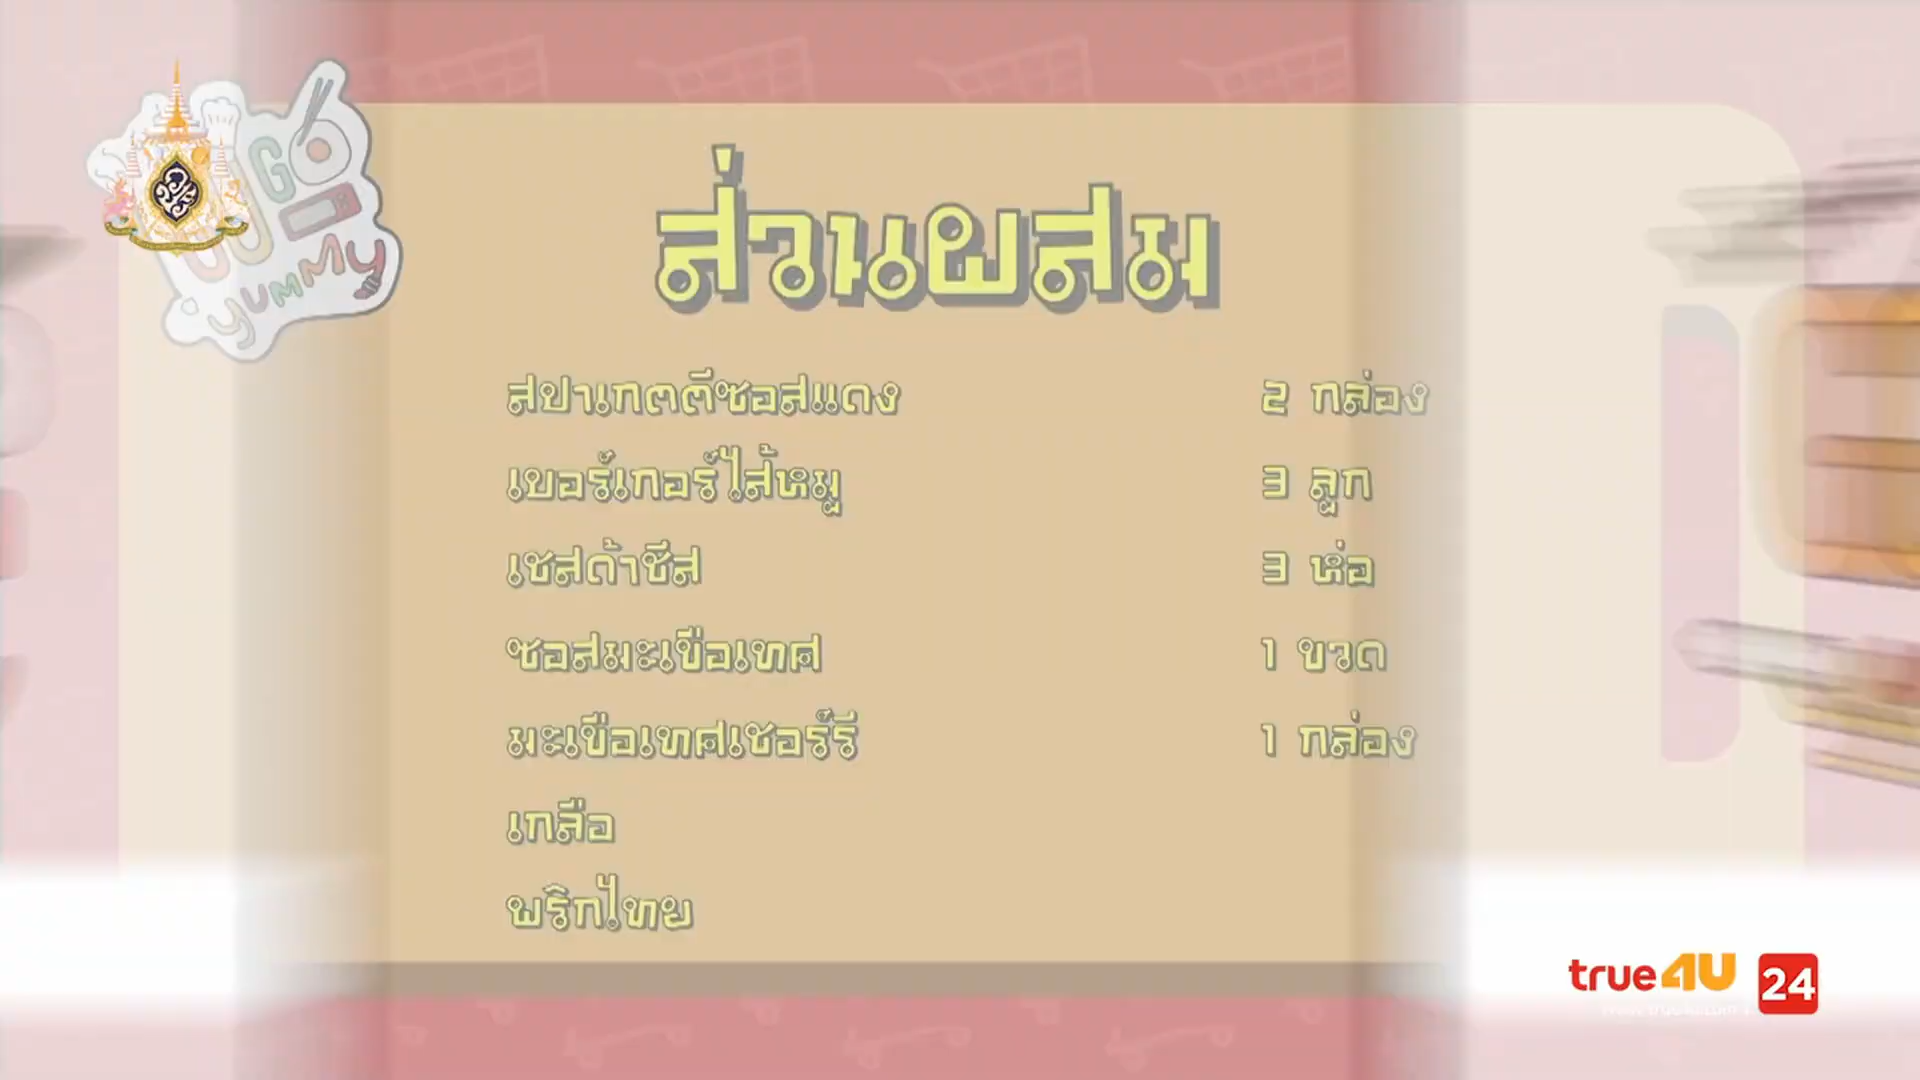 GO
yummy
ส่วนผสม
สปาเกตตีซอสแดง 2 กล่อง
เบอร์เกอร์ไส้หมู 3 ลูก
เชสด้าชีส 3 ห่อ
ซอสมะเขือเทศ 1 ขวด
มะเขือเทศเชอร์รี 1 กล่อง
เกลือ
พริกไทย
true4U 24